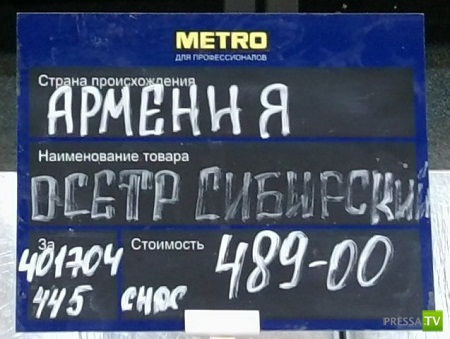 METRO
ДЛЯ ПРОФЕССИОНАЛОВ
Страна происхождения
АРМЕНИЯ
Наименование товара
ОСЕТР СИБИРСКИЙ
За
401704
445
Стоимость
489-00
PRESSA TV